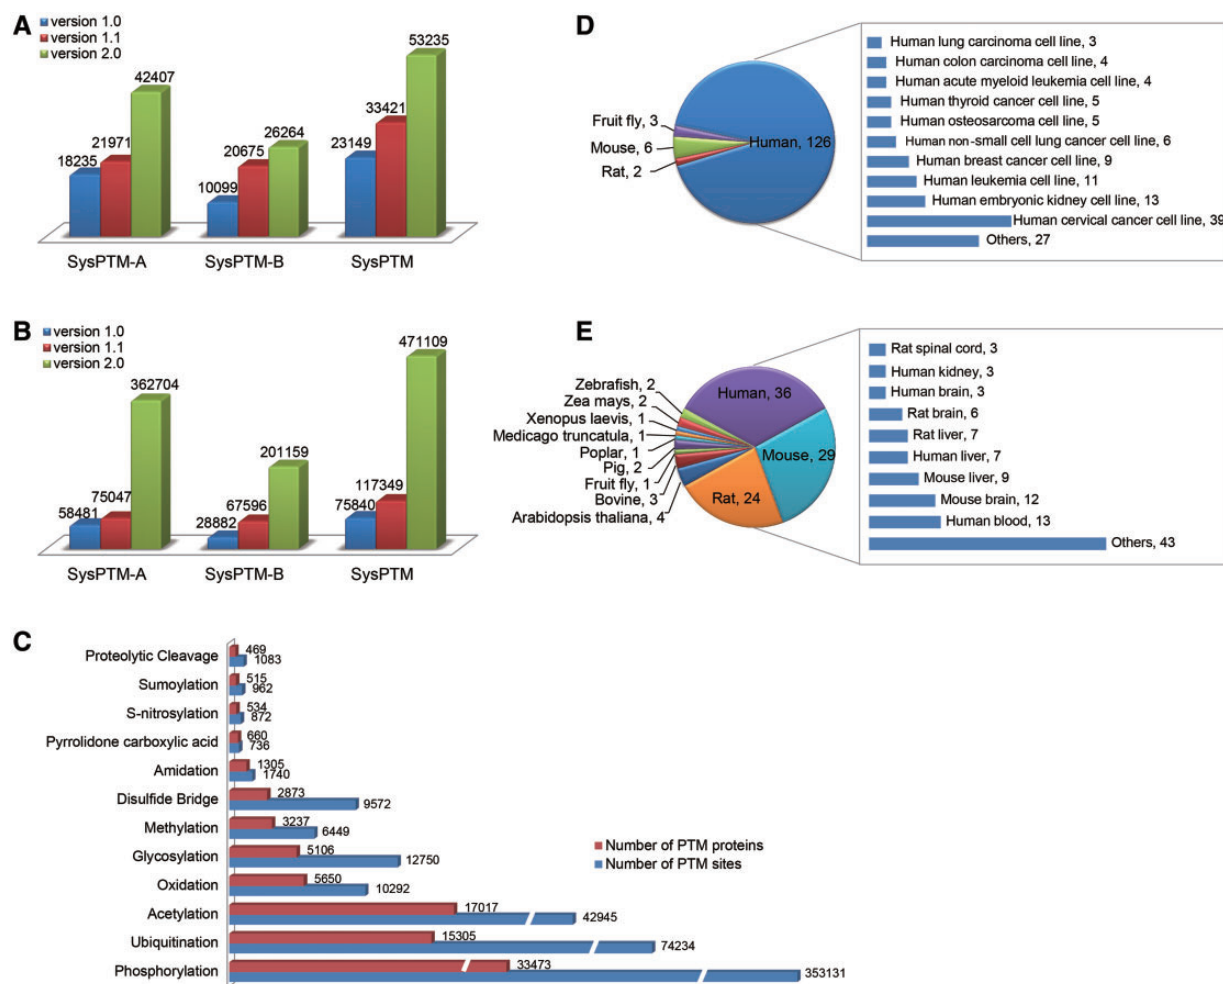 A
version 1.0
version 1.1
version 2.0
18235
21971
42407
10099
20675
26264
23149
33421
53235
SysPTM-A
SysPTM-B
SysPTM
B
version 1.0
version 1.1
version 2.0
58481
75047
362704
28882
67596
201159
75840
117349
471109
SysPTM-A
SysPTM-B
SysPTM
C
Proteolytic Cleavage
469
1083
Sumoylation
515
962
S-nitrosylation
534
872
Pyrrolidone carboxylic acid
660
736
Amidation
1305
1740
Disulfide Bridge
2873
9572
Methylation
3237
6449
Glycosylation
5106
12750
Oxidation
5650
10292
Acetylation
17017
42945
Ubiquitination
15305
74234
Phosphorylation
33473
353131
Number of PTM proteins
Number of PTM sites
D
Fruit fly, 3
Mouse, 6
Rat, 2
Human, 126
Human lung carcinoma cell line, 3
Human colon carcinoma cell line, 4
Human acute myeloid leukemia cell line, 4
Human thyroid cancer cell line, 5
Human osteosarcoma cell line, 5
Human non-small cell lung cancer cell line, 6
Human breast cancer cell line, 9
Human leukemia cell line, 11
Human embryonic kidney cell line, 13
Human cervical cancer cell line, 39
Others, 27
E
Zebrafish, 2
Zea mays, 2
Xenopus laevis, 1
Medicago truncatula, 1
Poplar, 1
Pig, 2
Fruit fly, 1
Bovine, 3
Arabidopsis thaliana, 4
Human, 36
Mouse, 29
Rat, 24
Rat spinal cord, 3
Human kidney, 3
Human brain, 3
Rat brain, 6
Rat liver, 7
Human liver, 7
Mouse liver, 9
Mouse brain, 12
Human blood, 13
Others, 43